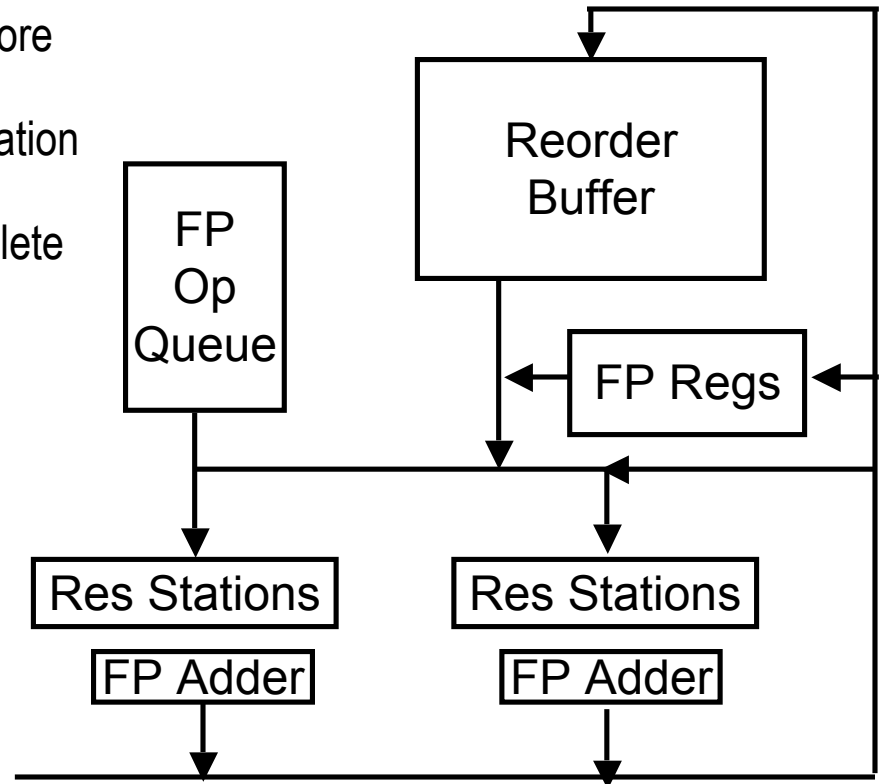 ore
ation
lete
Reorder
Buffer
FP
Op
Queue
FP Regs
Res Stations
Res Stations
FP Adder
FP Adder